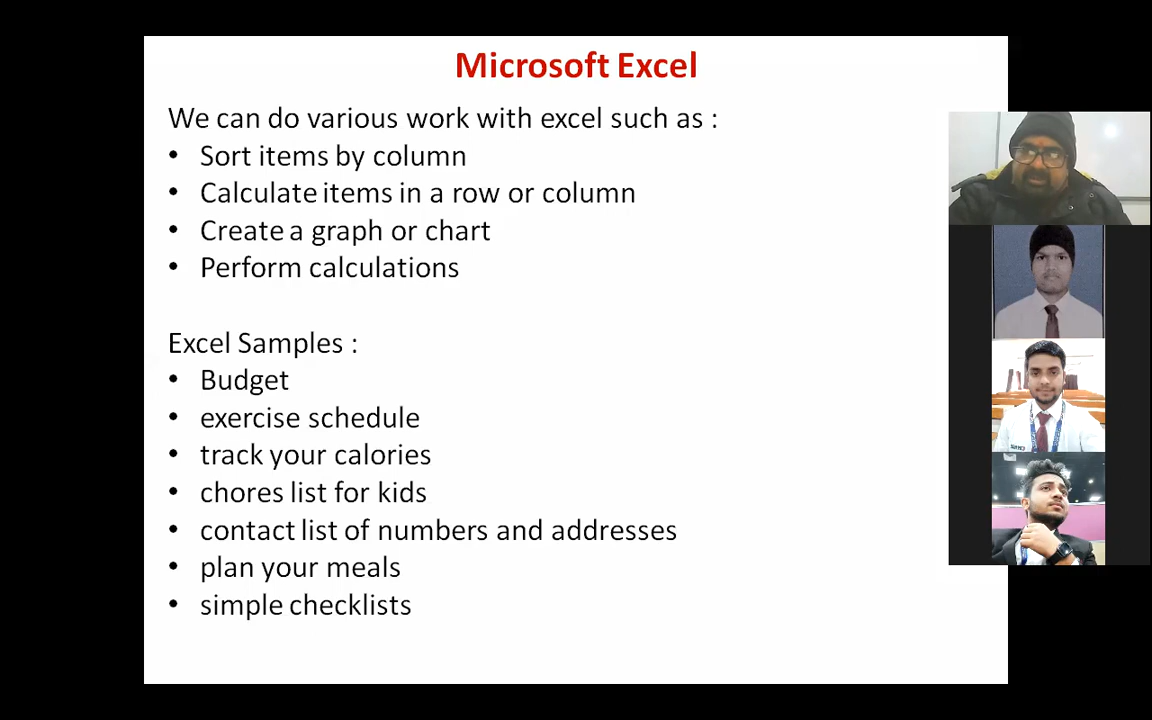 Microsoft Excel
We can do various work with excel such as :
• Sort items by column
• Calculate items in a row or column
• Create a graph or chart
• Perform calculations
Excel Samples :
• Budget
• exercise schedule
• track your calories
• chores list for kids
• contact list of numbers and addresses
• plan your meals
• simple checklists